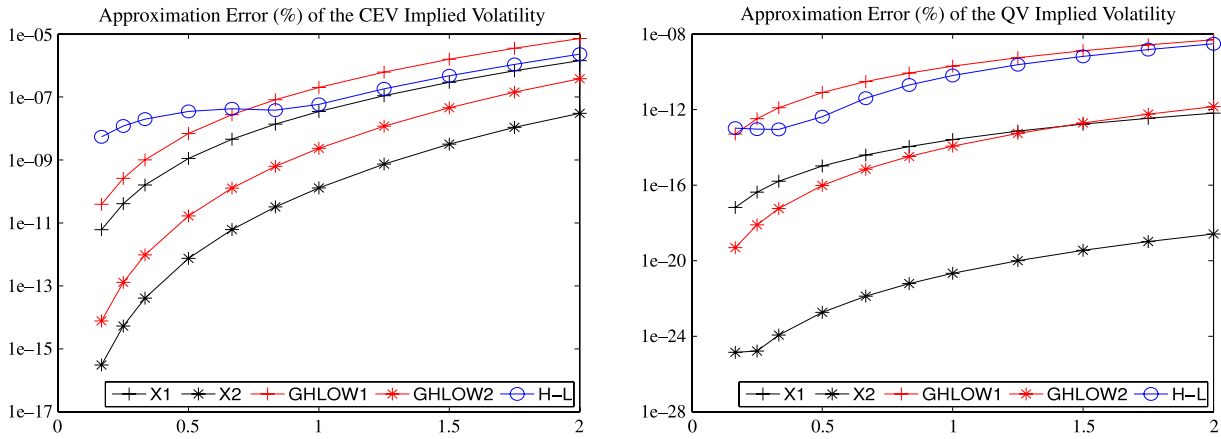 Approximation Error (%) of the CEV Implied Volatility
1e−05
1e−07
1e−09
1e−11
1e−13
1e−15
1e−17
0
0.5
1
1.5
2
X1
X2
GHLOW1
GHLOW2
H−L
Approximation Error (%) of the QV Implied Volatility
1e−08
1e−12
1e−16
1e−20
1e−24
1e−28
0
0.5
1
1.5
2
X1
X2
GHLOW1
GHLOW2
H−L